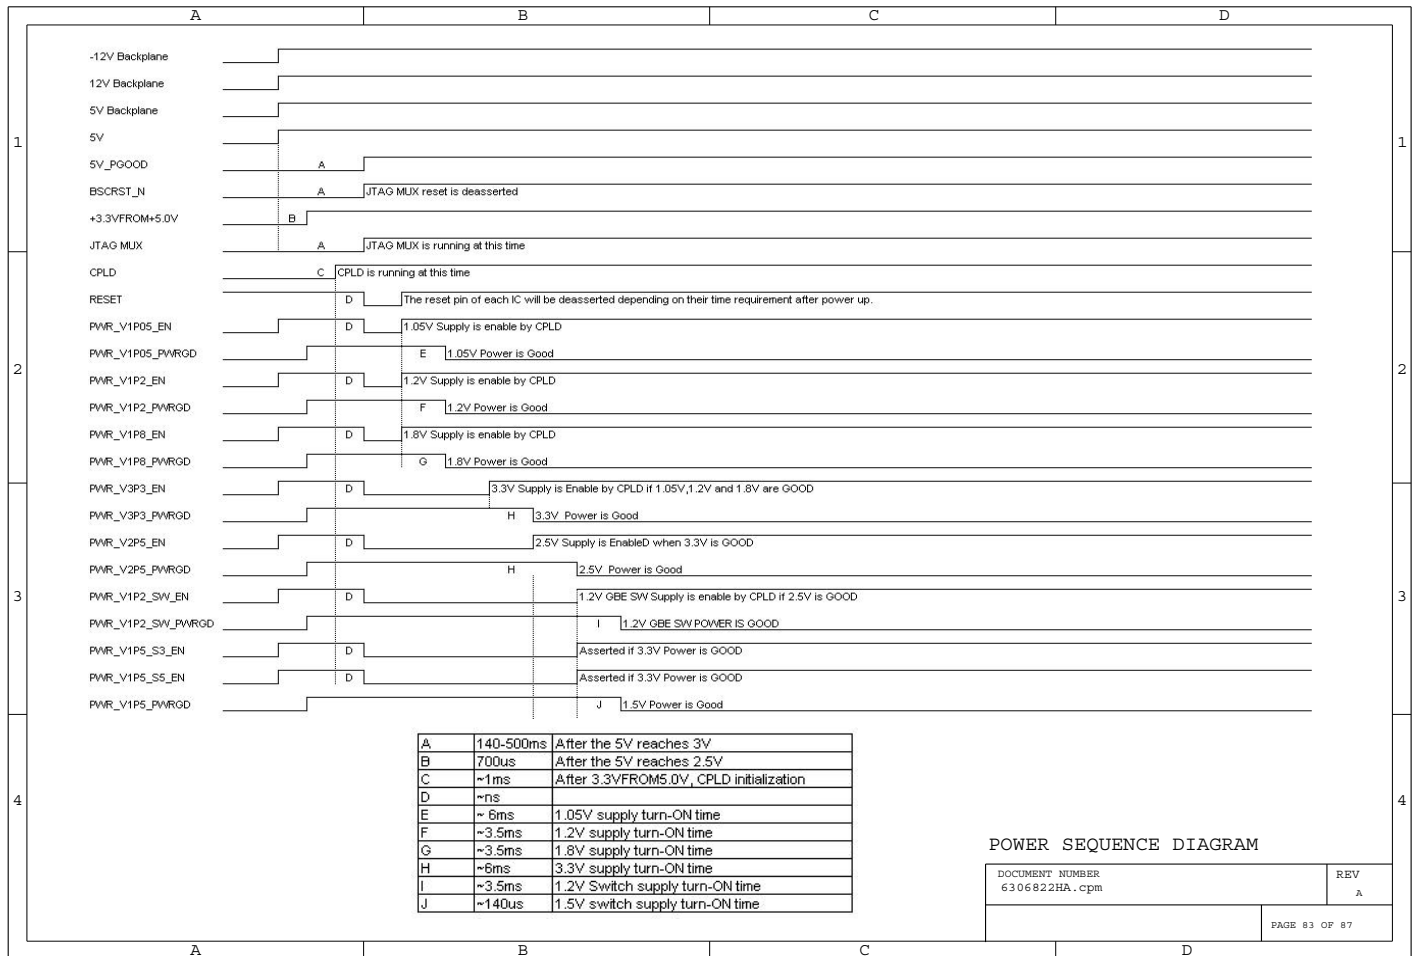 A B C D
-12V Backplane
12V Backplane
5V Backplane
1 5V 1
5V_PGOOD A
BSCRST_N A JTAG MUX reset is deasserted
+3.3VFROM+5.0V B
JTAG MUX A JTAG MUX is running at this time
CPLD C CPLD is running at this time
RESET D The reset pin of each IC will be deasserted depending on their time requirement after power up.
PWR_V1P05_EN D 1.05V Supply is enable by CPLD
PWR_V1P05_PWRGD E 1.05V Power is Good
2 2
PWR_V1P2_EN D 1.2V Supply is enable by CPLD
PWR_V1P2_PWRGD F 1.2V Power is Good
PWR_V1P8_EN D 1.8V Supply is enable by CPLD
PWR_V1P8_PWRGD G 1.8V Power is Good
PWR_V3P3_EN D 3.3V Supply is Enable by CPLD if 1.05V,1.2V and 1.8V are GOOD
PWR_V3P3_PWRGD H 3.3V Power is Good
PWR_V2P5_EN D 2.5V Supply is EnableD when 3.3V is GOOD
PWR_V2P5_PWRGD H 2.5V Power is Good
3 PWR_V1P2_SW_EN D 1.2V GBE SW Supply is enable by CPLD if 2.5V is GOOD 3
PWR_V1P2_SW_PWRGD I 1.2V GBE SW POWER IS GOOD
PWR_V1P5_S3_EN D Asserted if 3.3V Power is GOOD
PWR_V1P5_S5_EN D Asserted if 3.3V Power is GOOD
PWR_V1P5_PWRGD J 1.5V Power is Good
A 140-500ms After the 5V reaches 3V
B 700us After the 5V reaches 2.5V
C ~1ms After 3.3VFROM5.0V, CPLD initialization
4 D ~ns 4
E ~ 6ms 1.05V supply turn-ON time
F ~3.5ms 1.2V supply turn-ON time
G ~3.5ms 1.8V supply turn-ON time
H ~6ms 3.3V supply turn-ON time
I ~3.5ms 1.2V Switch supply turn-ON time
J ~140us 1.5V switch supply turn-ON time
POWER SEQUENCE DIAGRAM
DOCUMENT NUMBER REV
6306822HA.cpm A
PAGE 83 OF 87
A B C D